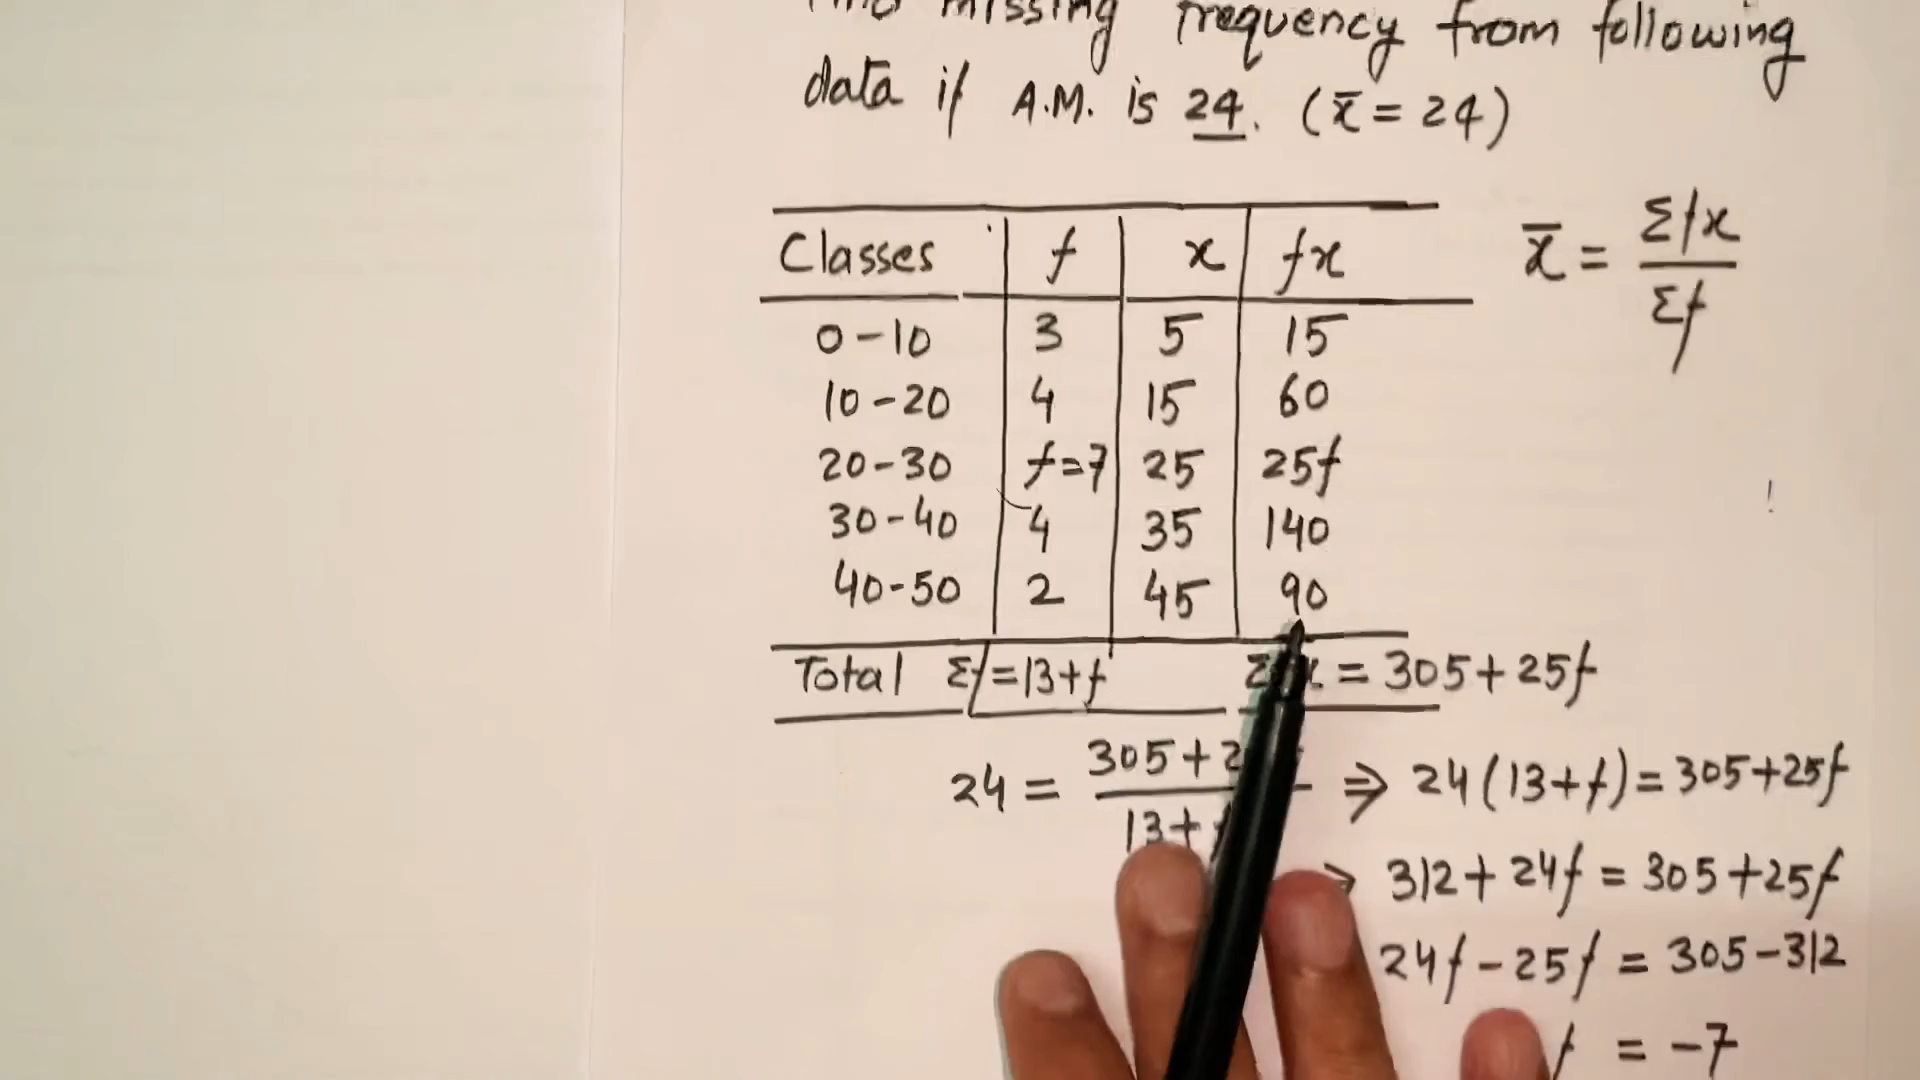 missing frequency from following
data if A.M. is 24. (x̄ = 24)
Classes f x fx
x̄ = Σfx / Σf
0-10 3 5 15
10-20 4 15 60
20-30 f=7 25 25f
30-40 4 35 140
40-50 2 45 90
Total Σf=13+f = 305+25f
24 = 305+ / 13+ ⇒ 24(13+f)=305+25f
312+24f=305+25f
24f-25f = 305-312
f = -7